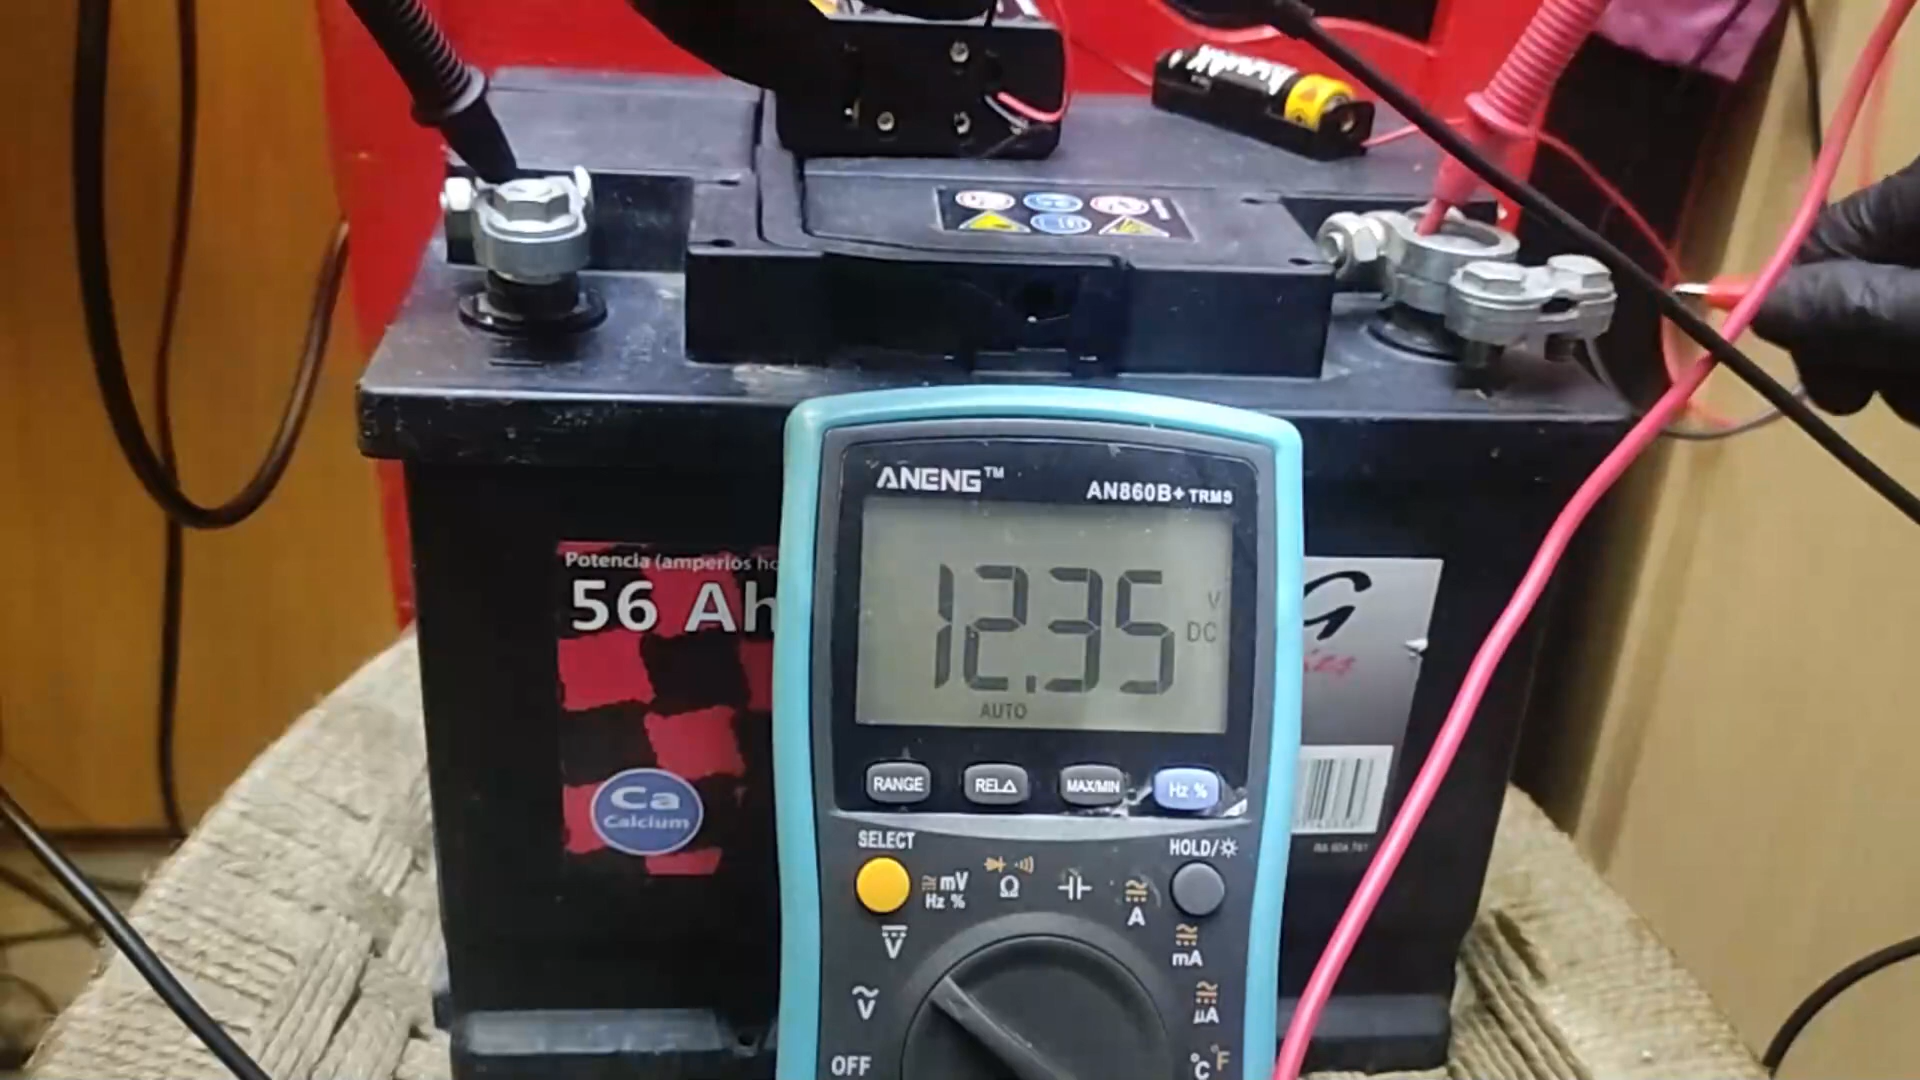 ANENG™
AN860B+ TRMS
Potencia (amperios ho
56 Ah
12.35
V
DC
AUTO
G
RANGE
REL△
MAX/MIN
Hz %
Ca
Calcium
SELECT
HOLD/
mV
Hz %
Ω
A
V
mA
V
µA
OFF
°C °F